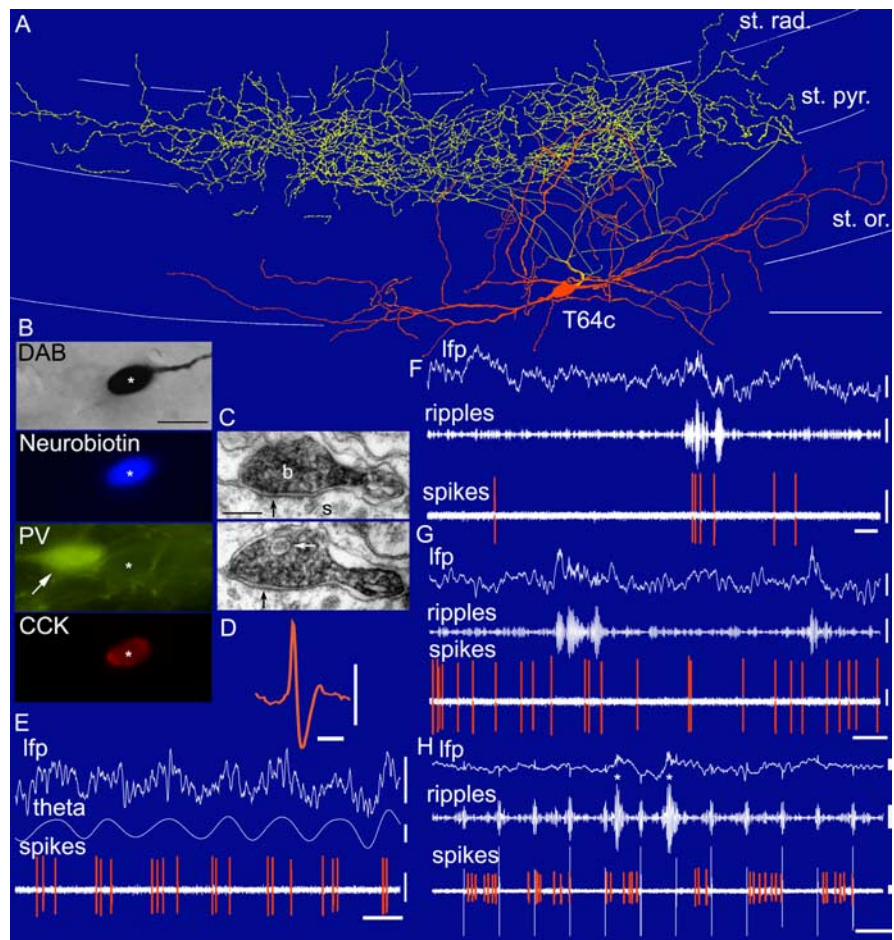 A
st. rad.
st. pyr.
st. or.
T64c
B
DAB
*
Neurobiotin
*
PV
*
CCK
*
C
b
s
D
E
lfp
theta
spikes
F
lfp
ripples
spikes
G
lfp
ripples
spikes
H
lfp
* *
ripples
spikes